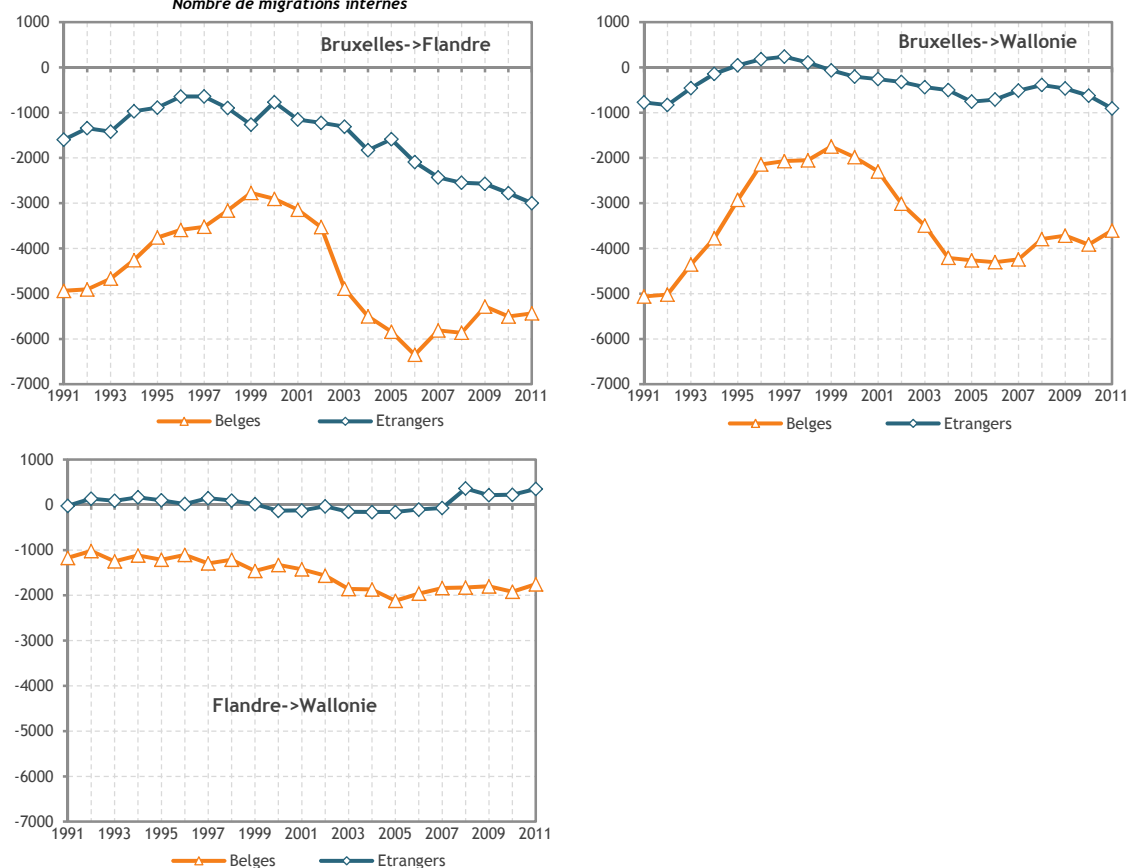 Nombre de migrations internes
Bruxelles->Flandre
1000
0
-1000
-2000
-3000
-4000
-5000
-6000
-7000
1991 1993 1995 1997 1999 2001 2003 2005 2007 2009 2011
Belges Etrangers
Bruxelles->Wallonie
1000
0
-1000
-2000
-3000
-4000
-5000
-6000
-7000
1991 1993 1995 1997 1999 2001 2003 2005 2007 2009 2011
Belges Etrangers
1000
0
-1000
-2000
-3000
-4000
Flandre->Wallonie
-5000
-6000
-7000
1991 1993 1995 1997 1999 2001 2003 2005 2007 2009 2011
Belges Etrangers